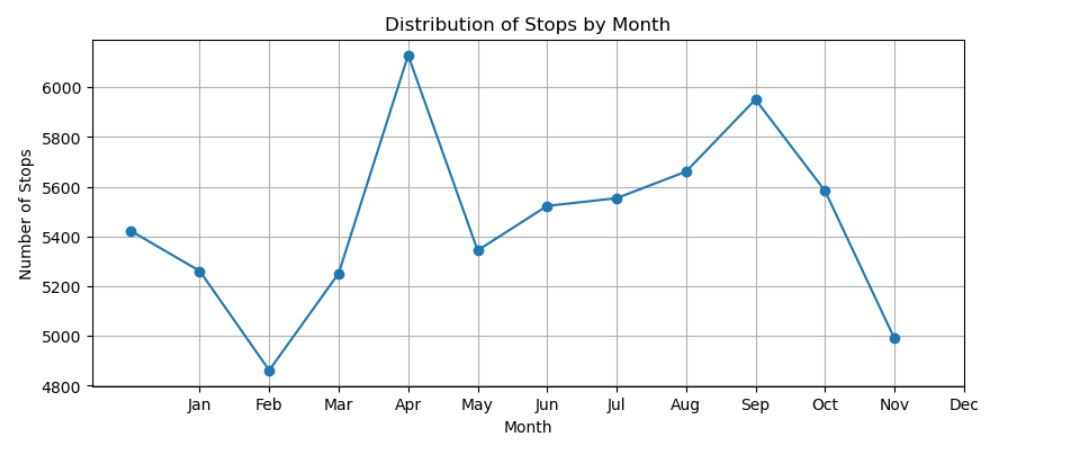 Distribution of Stops by Month
Number of Stops
6000
5800
5600
5400
5200
5000
4800
Jan Feb Mar Apr May Jun Jul Aug Sep Oct Nov Dec
Month